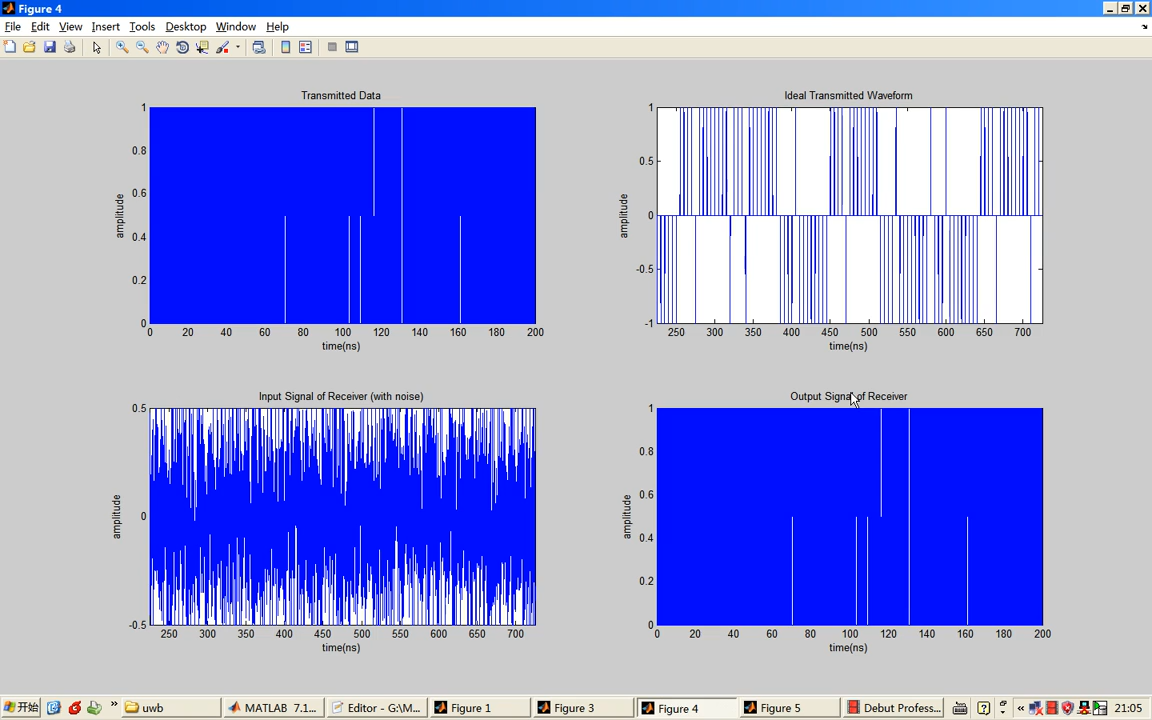 Figure 4
File Edit View Insert Tools Desktop Window Help
Transmitted Data
1
0.8
0.6
0.4
0.2
0
amplitude
0 20 40 60 80 100 120 140 160 180 200
time(ns)
Ideal Transmitted Waveform
1
0.5
0
-0.5
-1
amplitude
250 300 350 400 450 500 550 600 650 700
time(ns)
Input Signal of Receiver (with noise)
0.5
0
-0.5
amplitude
250 300 350 400 450 500 550 600 650 700
time(ns)
Output Signal of Receiver
1
0.8
0.6
0.4
0.2
0
amplitude
0 20 40 60 80 100 120 140 160 180 200
time(ns)
开始 » uwb MATLAB 7.1... Editor - G:\M... Figure 1 Figure 3 Figure 4 Figure 5 Debut Profess... « 21:05